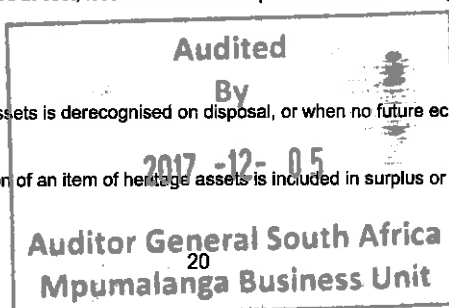 Audited
By
sets is derecognised on disposal, or when no future ec
2017 -12- 05
n of an item of heritage assets is included in surplus or
Auditor General South Africa
20
Mpumalanga Business Unit